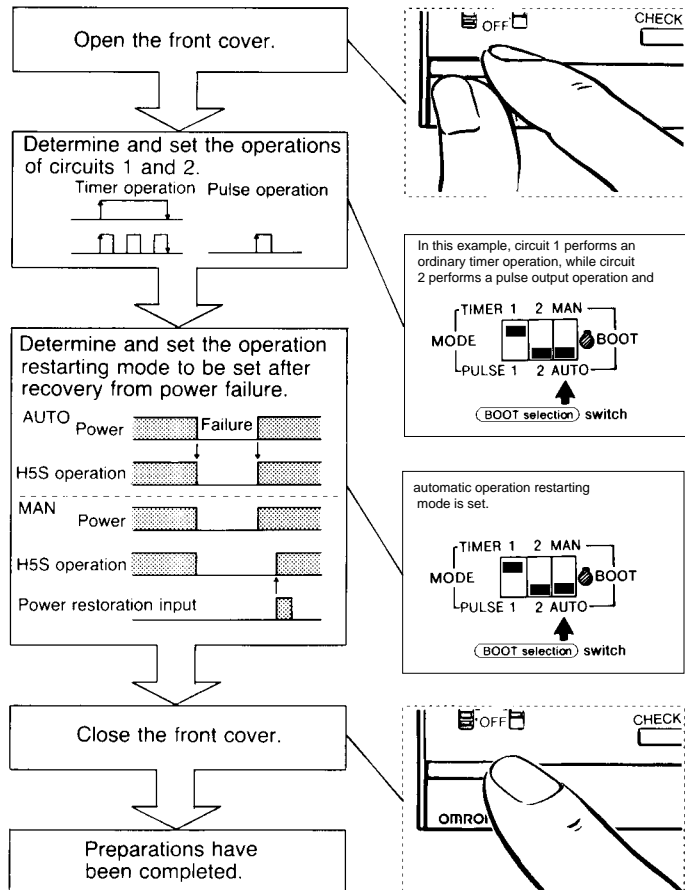 Open the front cover.
OFF
CHECK
Determine and set the operations
of circuits 1 and 2.
Timer operation
Pulse operation
In this example, circuit 1 performs an
ordinary timer operation, while circuit
2 performs a pulse output operation and
TIMER 1 2 MAN
MODE
BOOT
PULSE 1 2 AUTO
BOOT selection switch
Determine and set the operation
restarting mode to be set after
recovery from power failure.
AUTO
Power
Failure
H5S operation
MAN
Power
H5S operation
Power restoration input
automatic operation restarting
mode is set.
TIMER 1 2 MAN
MODE
BOOT
PULSE 1 2 AUTO
BOOT selection switch
Close the front cover.
OFF
CHECK
OMRO
Preparations have
been completed.